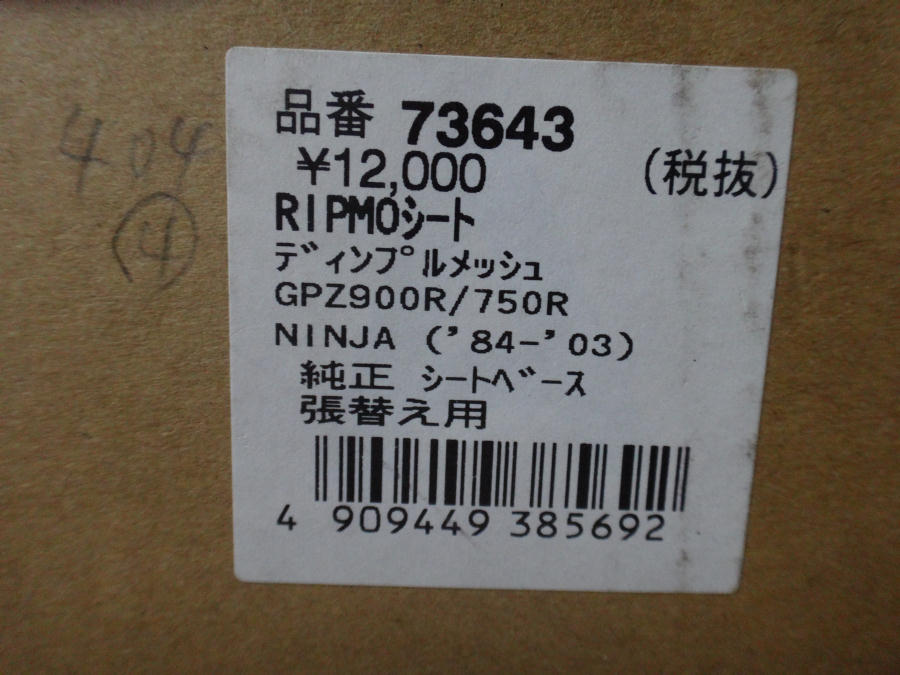 404
④
品番 73643
¥12,000 (税抜)
RIPMOシート
ディンプルメッシュ
GPZ900R/750R
NINJA ('84-'03)
純正 シートベース
張替え用
4 909449 385692